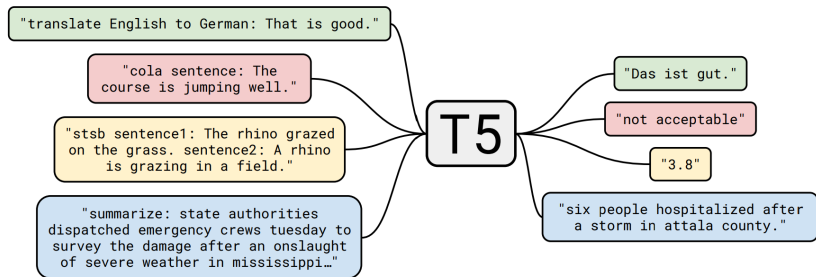 "translate English to German: That is good."
"cola sentence: The
course is jumping well."
"stsb sentence1: The rhino grazed
on the grass. sentence2: A rhino
is grazing in a field."
"summarize: state authorities
dispatched emergency crews tuesday to
survey the damage after an onslaught
of severe weather in mississippi…"
T5
"Das ist gut."
"not acceptable"
"3.8"
"six people hospitalized after
a storm in attala county."